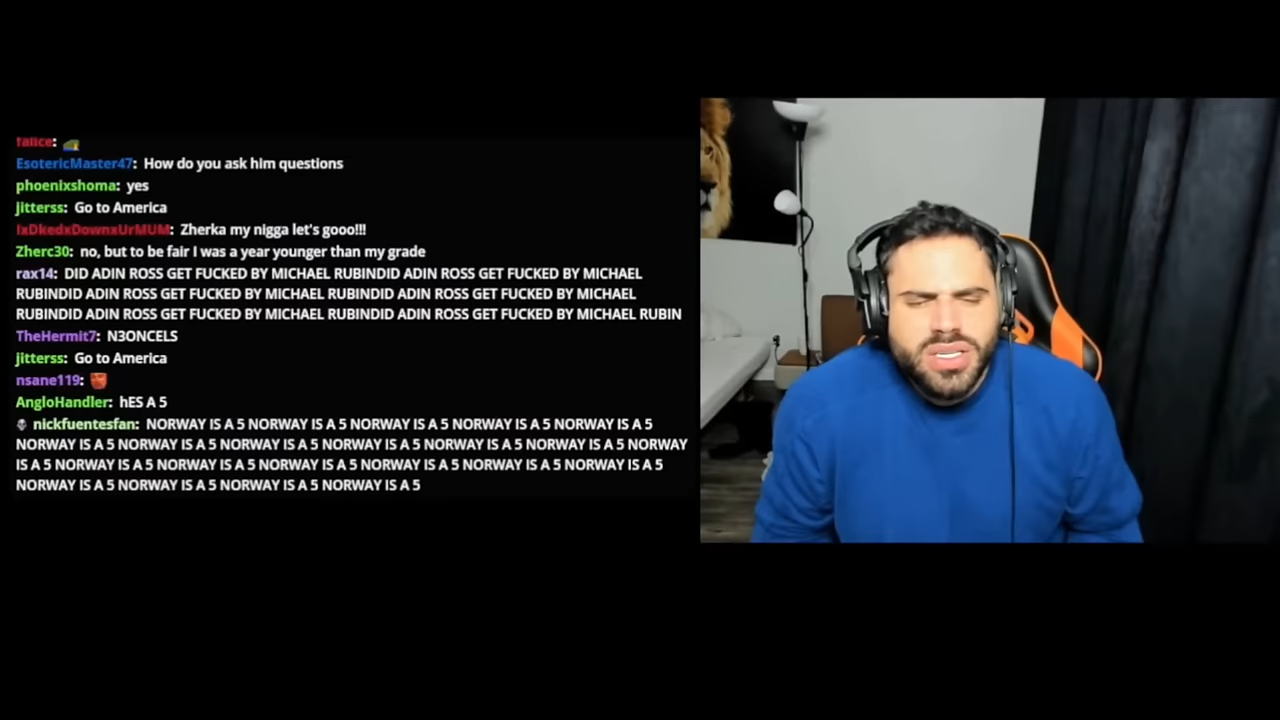 falice:
EsotericMaster47: How do you ask him questions
phoenixshoma: yes
jitterss: Go to America
IxDkedxDownxUrMUM: Zherka my nigga let's gooo!!!
Zherc30: no, but to be fair I was a year younger than my grade
rax14: DID ADIN ROSS GET FUCKED BY MICHAEL RUBINDID ADIN ROSS GET FUCKED BY MICHAEL
RUBINDID ADIN ROSS GET FUCKED BY MICHAEL RUBINDID ADIN ROSS GET FUCKED BY MICHAEL
RUBINDID ADIN ROSS GET FUCKED BY MICHAEL RUBINDID ADIN ROSS GET FUCKED BY MICHAEL RUBIN
TheHermit7: N3ONCELS
jitterss: Go to America
nsane119:
AngloHandler: hES A 5
nickfuentesfan: NORWAY IS A 5 NORWAY IS A 5 NORWAY IS A 5 NORWAY IS A 5 NORWAY IS A 5
NORWAY IS A 5 NORWAY IS A 5 NORWAY IS A 5 NORWAY IS A 5 NORWAY IS A 5 NORWAY IS A 5 NORWAY
IS A 5 NORWAY IS A 5 NORWAY IS A 5 NORWAY IS A 5 NORWAY IS A 5 NORWAY IS A 5 NORWAY IS A 5
NORWAY IS A 5 NORWAY IS A 5 NORWAY IS A 5 NORWAY IS A 5